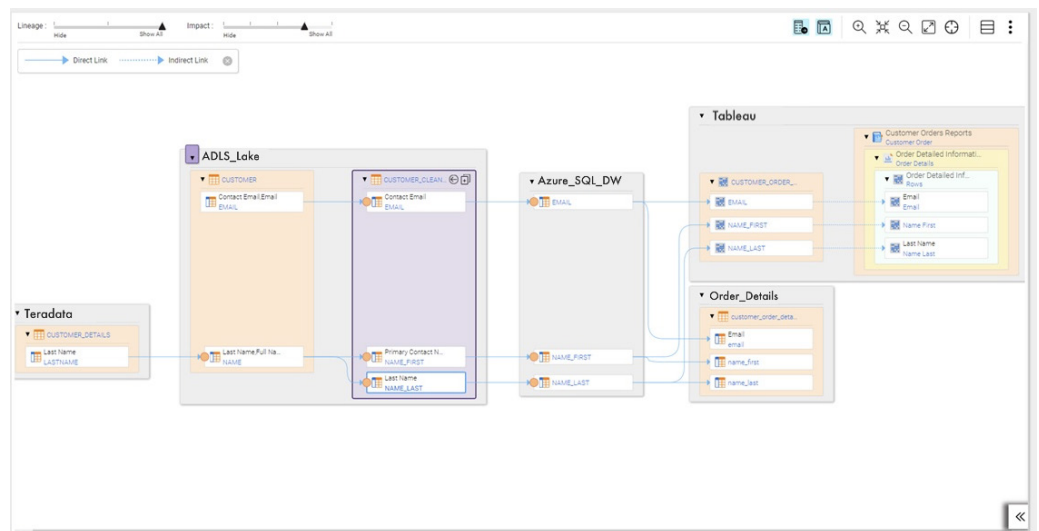 Lineage :
Hide
Show All
Impact :
Hide
Show All
Direct Link
Indirect Link
Tableau
Customer Orders Reports
Customer Order
Order Detailed Informati...
Order Details
CUSTOMER_ORDER_...
Order Detailed Inf...
Rows
EMAIL
Email
Email
NAME_FIRST
Name First
NAME_LAST
Last Name
Name Last
ADLS_Lake
CUSTOMER
Contact Email,Email
EMAIL
CUSTOMER_CLEAN...
Contact Email
EMAIL
Azure_SQL_DW
EMAIL
Teradata
CUSTOMER_DETAILS
Last Name
LASTNAME
Last Name,Full Na...
NAME
Primary Contact N...
NAME_FIRST
Last Name
NAME_LAST
NAME_FIRST
NAME_LAST
Order_Details
customer_order_deta...
Email
email
name_first
name_last